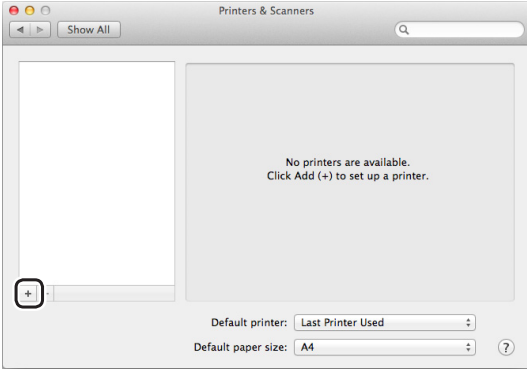 Printers & Scanners
Show All
No printers are available.
Click Add (+) to set up a printer.
+ -
Default printer: Last Printer Used
Default paper size: A4 ?